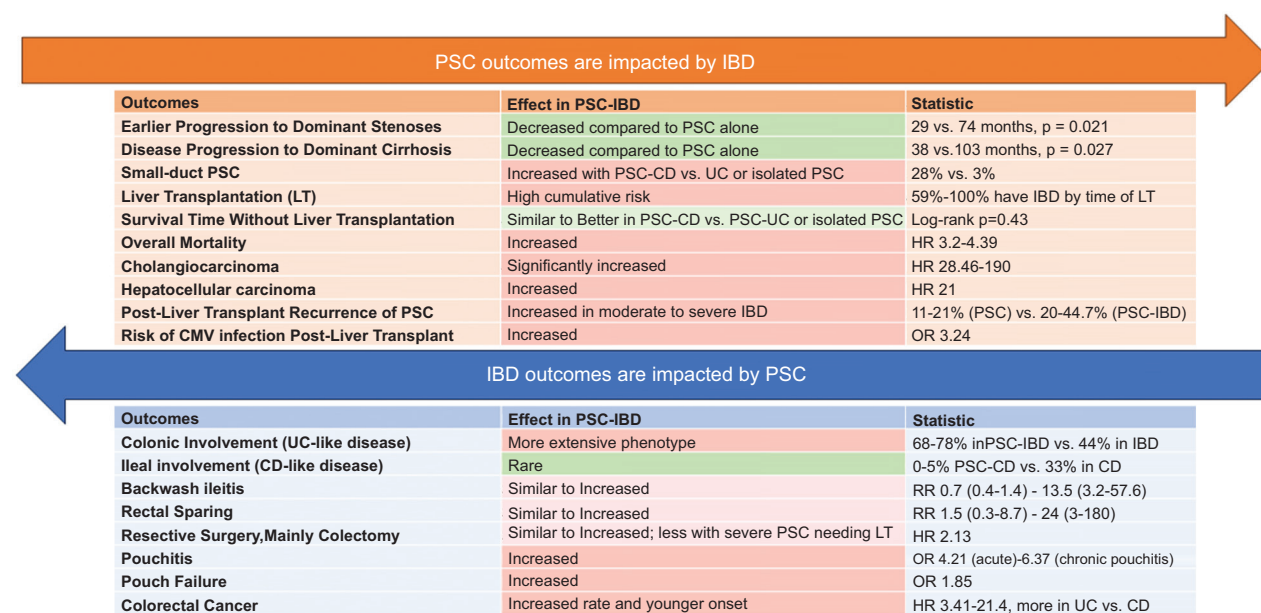 PSC outcomes are impacted by IBD
Outcomes Effect in PSC-IBD Statistic
Earlier Progression to Dominant Stenoses Decreased compared to PSC alone 29 vs. 74 months, p = 0.021
Disease Progression to Dominant Cirrhosis Decreased compared to PSC alone 38 vs.103 months, p = 0.027
Small-duct PSC Increased with PSC-CD vs. UC or isolated PSC 28% vs. 3%
Liver Transplantation (LT) High cumulative risk 59%-100% have IBD by time of LT
Survival Time Without Liver Transplantation Similar to Better in PSC-CD vs. PSC-UC or isolated PSC Log-rank p=0.43
Overall Mortality Increased HR 3.2-4.39
Cholangiocarcinoma Significantly increased HR 28.46-190
Hepatocellular carcinoma Increased HR 21
Post-Liver Transplant Recurrence of PSC Increased in moderate to severe IBD 11-21% (PSC) vs. 20-44.7% (PSC-IBD)
Risk of CMV infection Post-Liver Transplant Increased OR 3.24
IBD outcomes are impacted by PSC
Outcomes Effect in PSC-IBD Statistic
Colonic Involvement (UC-like disease) More extensive phenotype 68-78% inPSC-IBD vs. 44% in IBD
Ileal involvement (CD-like disease) Rare 0-5% PSC-CD vs. 33% in CD
Backwash ileitis Similar to Increased RR 0.7 (0.4-1.4) - 13.5 (3.2-57.6)
Rectal Sparing Similar to Increased RR 1.5 (0.3-8.7) - 24 (3-180)
Resective Surgery,Mainly Colectomy Similar to Increased; less with severe PSC needing LT HR 2.13
Pouchitis Increased OR 4.21 (acute)-6.37 (chronic pouchitis)
Pouch Failure Increased OR 1.85
Colorectal Cancer Increased rate and younger onset HR 3.41-21.4, more in UC vs. CD